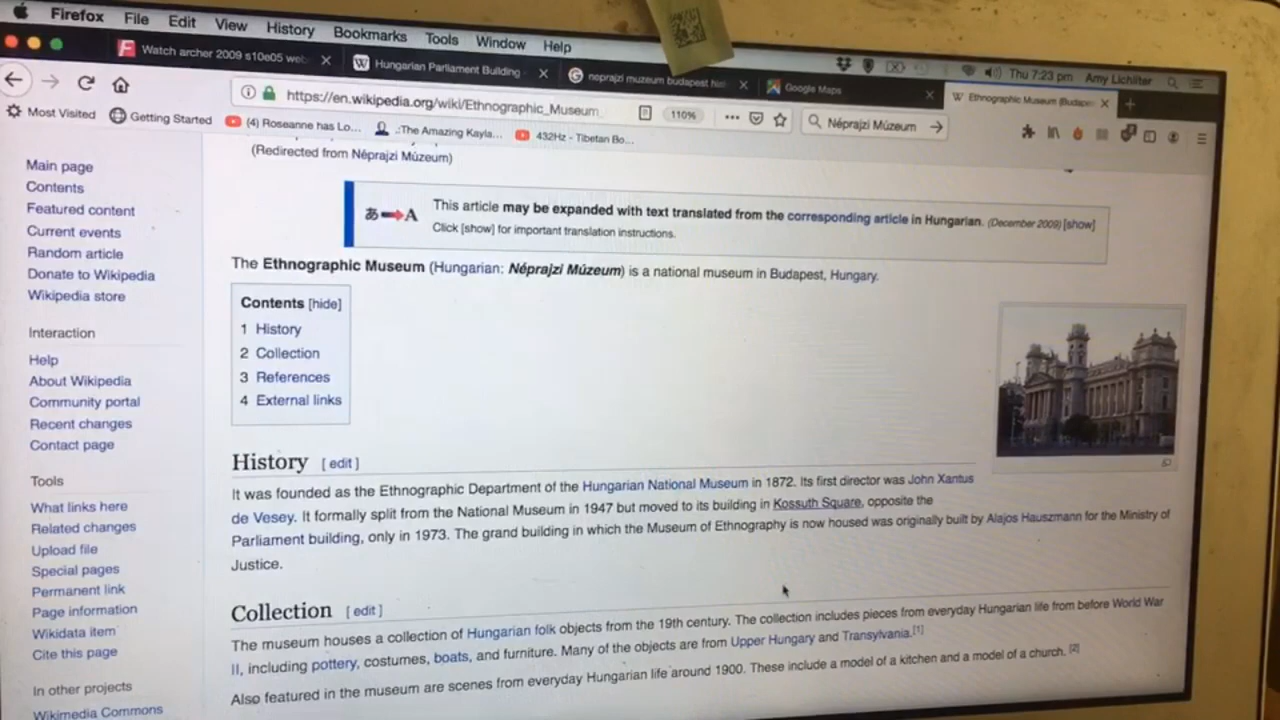 Firefox File Edit View History Bookmarks Tools Window Help
Thu 7:23 pm Amy Lichliter
Watch archer 2009 s10e05 web
Hungarian Parliament Building
neprajzi muzeum budapest his
Google Maps
Ethnographic Museum (Budapes
https://en.wikipedia.org/wiki/Ethnographic_Museum
110%
Néprajzi Múzeum
Most Visited
Getting Started
(4) Roseanne has Lo...
.:The Amazing Kayla...
432Hz - Tibetan Bo...
Main page
Contents
Featured content
Current events
Random article
Donate to Wikipedia
Wikipedia store
Interaction
Help
About Wikipedia
Community portal
Recent changes
Contact page
Tools
What links here
Related changes
Upload file
Special pages
Permanent link
Page information
Wikidata item
Cite this page
In other projects
Wikimedia Commons
(Redirected from Néprajzi Múzeum)
あ A
This article may be expanded with text translated from the corresponding article in Hungarian. (December 2009) [show]
Click [show] for important translation instructions.
The Ethnographic Museum (Hungarian: Néprajzi Múzeum) is a national museum in Budapest, Hungary.
Contents [hide]
1 History
2 Collection
3 References
4 External links
History [ edit ]
It was founded as the Ethnographic Department of the Hungarian National Museum in 1872. Its first director was John Xantus
de Vesey. It formally split from the National Museum in 1947 but moved to its building in Kossuth Square, opposite the
Parliament building, only in 1973. The grand building in which the Museum of Ethnography is now housed was originally built by Alajos Hauszmann for the Ministry of
Justice.
Collection [ edit ]
The museum houses a collection of Hungarian folk objects from the 19th century. The collection includes pieces from everyday Hungarian life from before World War
II, including pottery, costumes, boats, and furniture. Many of the objects are from Upper Hungary and Transylvania.[1]
Also featured in the museum are scenes from everyday Hungarian life around 1900. These include a model of a kitchen and a model of a church. [2]